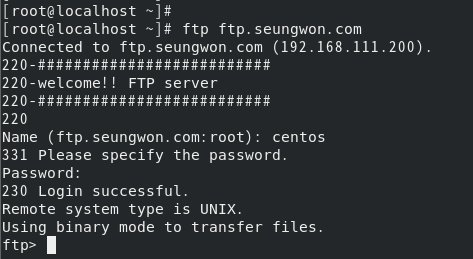 [root@localhost ~]#
[root@localhost ~]# ftp ftp.seungwon.com
Connected to ftp.seungwon.com (192.168.111.200).
220-##########################
220-welcome!! FTP server
220-##########################
220
Name (ftp.seungwon.com:root): centos
331 Please specify the password.
Password:
230 Login successful.
Remote system type is UNIX.
Using binary mode to transfer files.
ftp>